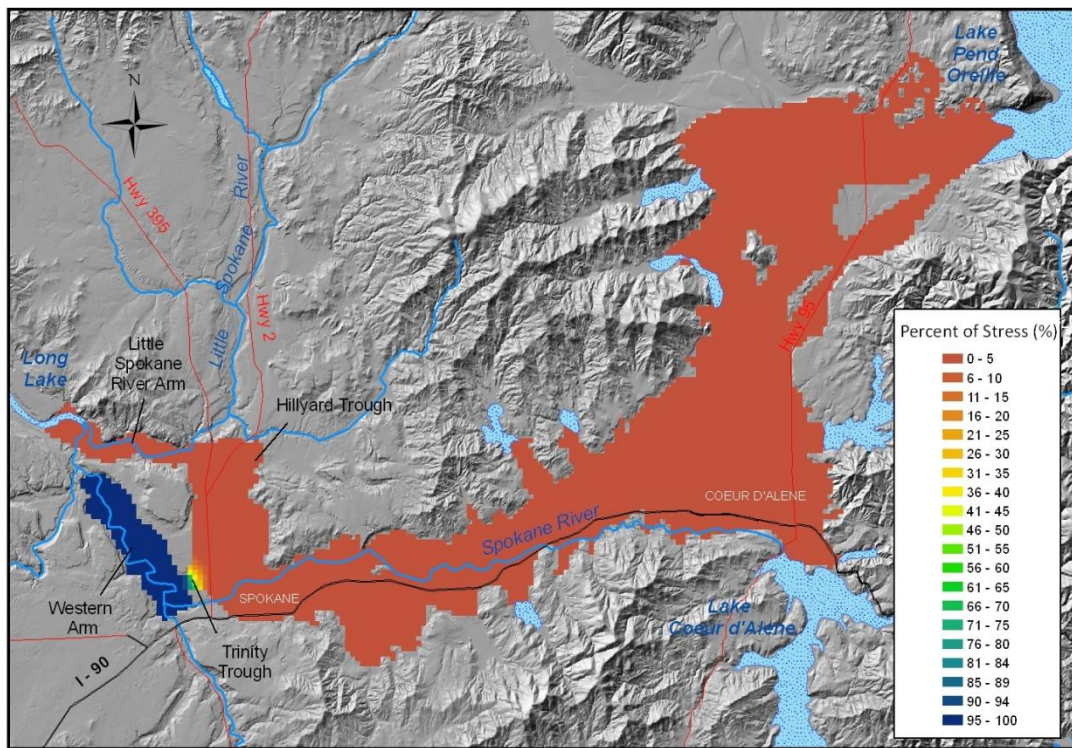 Lake
Pend
Oreille
N
Hwy 395
Little Spokane River
Hwy 2
Hwy 95
Long
Lake
Little
Spokane
River Arm
Hillyard Trough
COEUR D'ALENE
Spokane River
SPOKANE
Western
Arm
Trinity
Trough
I - 90
Lake
Coeur d'Alene
Percent of Stress (%)
0 - 5
6 - 10
11 - 15
16 - 20
21 - 25
26 - 30
31 - 35
36 - 40
41 - 45
46 - 50
51 - 55
56 - 60
61 - 65
66 - 70
71 - 75
76 - 80
81 - 84
85 - 89
90 - 94
95 - 100